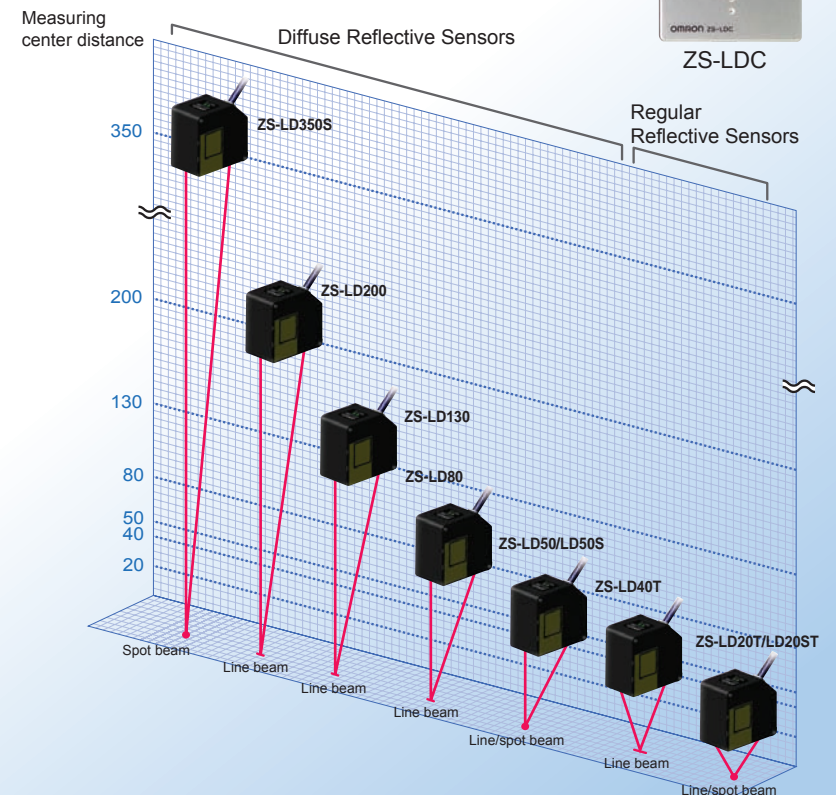 Measuring
center distance
Diffuse Reflective Sensors
OMRON ZS-LDC
ZS-LDC
Regular
Reflective Sensors
350
ZS-LD350S
200
ZS-LD200
130
ZS-LD130
80
ZS-LD80
50
40
ZS-LD50/LD50S
20
ZS-LD40T
ZS-LD20T/LD20ST
Spot beam
Line beam
Line beam
Line beam
Line/spot beam
Line beam
Line/spot beam